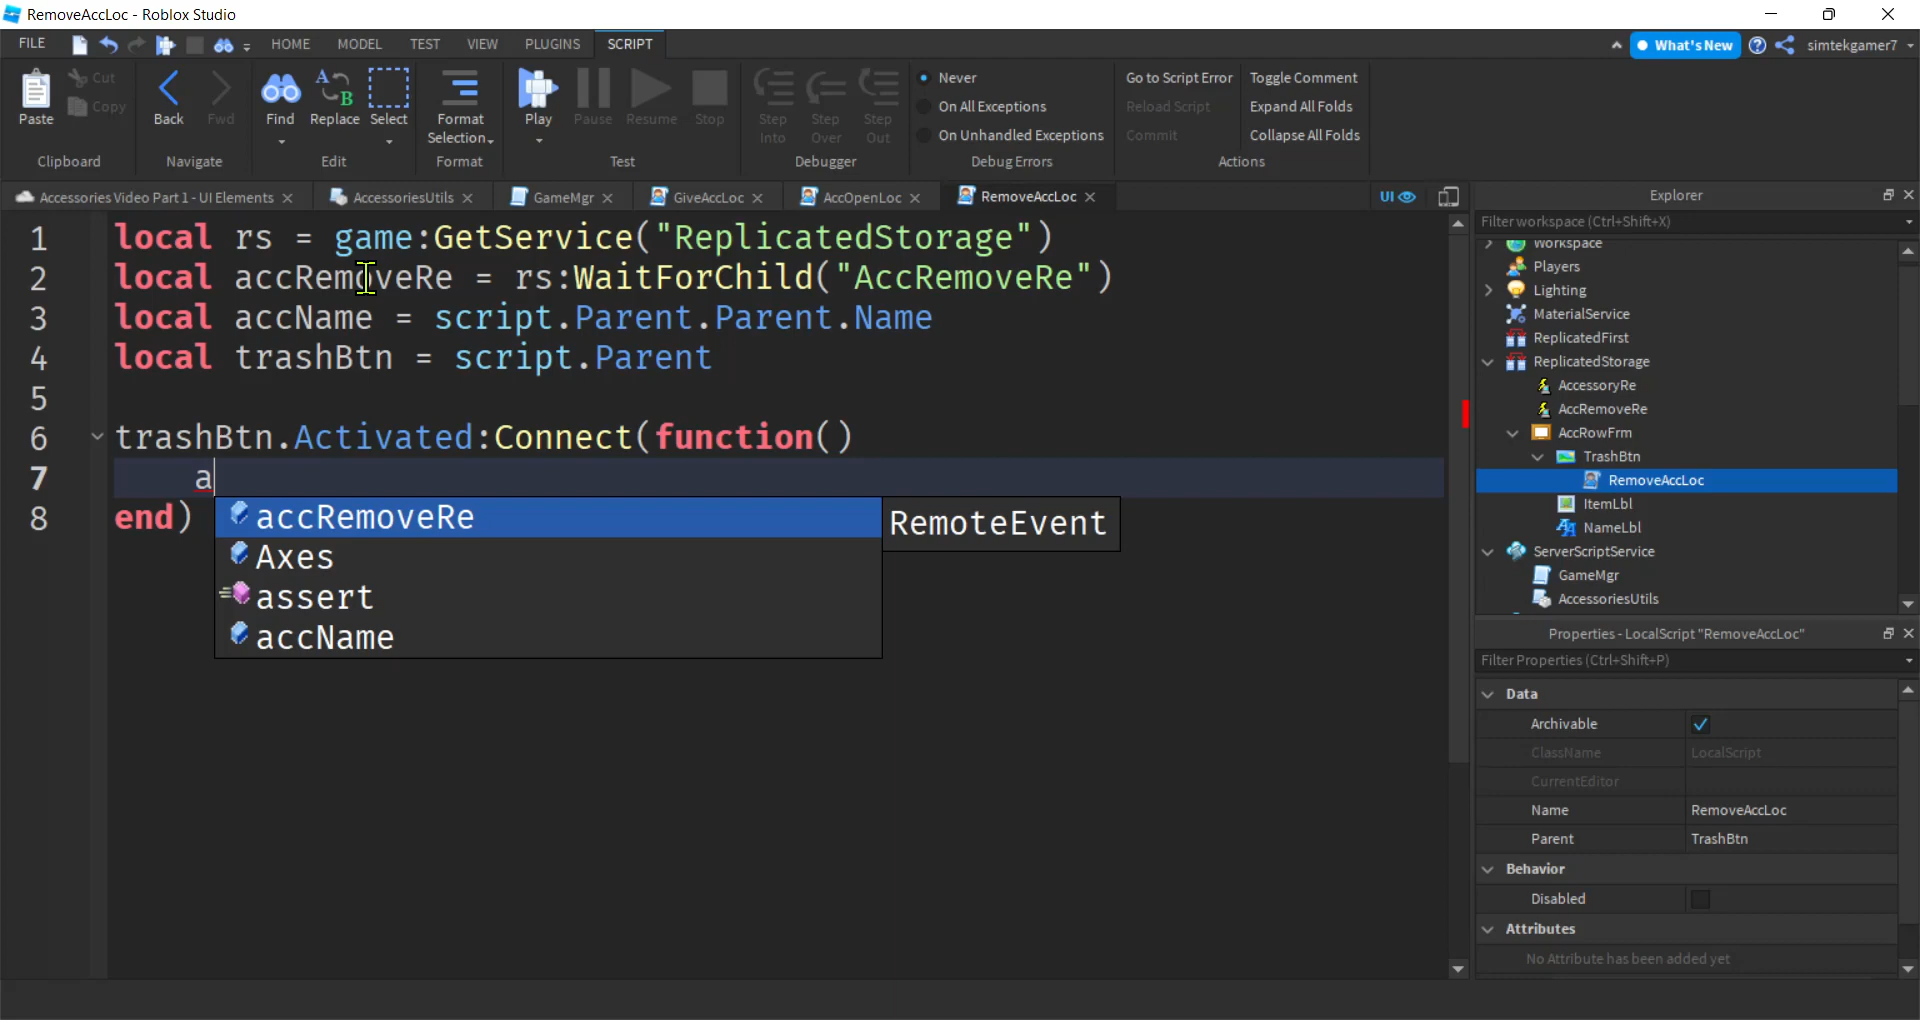 RemoveAccLoc - Roblox Studio
FILE HOME MODEL TEST VIEW PLUGINS SCRIPT What's New simtekgamer7
Paste Cut Copy Clipboard
Back Fwd Navigate
Find Replace Select Edit
Format Selection Format
Play Pause Resume Stop Test
Step Into Step Over Step Out Debugger
Never
On All Exceptions
On Unhandled Exceptions
Debug Errors
Go to Script Error Toggle Comment
Reload Script Expand All Folds
Commit Collapse All Folds
Actions
Accessories Video Part 1 - UI Elements AccessoriesUtils GameMgr GiveAccLoc AccOpenLoc RemoveAccLoc UI
1 local rs = game:GetService("ReplicatedStorage")
2 local accRemoveRe = rs:WaitForChild("AccRemoveRe")
3 local accName = script.Parent.Parent.Name
4 local trashBtn = script.Parent
5
6 trashBtn.Activated:Connect(function()
7 a
8 end)
accRemoveRe RemoteEvent
Axes
assert
accName
Explorer
Filter workspace (Ctrl+Shift+X)
Workspace
Players
Lighting
MaterialService
ReplicatedFirst
ReplicatedStorage
AccessoryRe
AccRemoveRe
AccRowFrm
TrashBtn
RemoveAccLoc
ItemLbl
NameLbl
ServerScriptService
GameMgr
AccessoriesUtils
Properties - LocalScript "RemoveAccLoc"
Filter Properties (Ctrl+Shift+P)
Data
Archivable
ClassName LocalScript
CurrentEditor
Name RemoveAccLoc
Parent TrashBtn
Behavior
Disabled
Attributes
No Attribute has been added yet